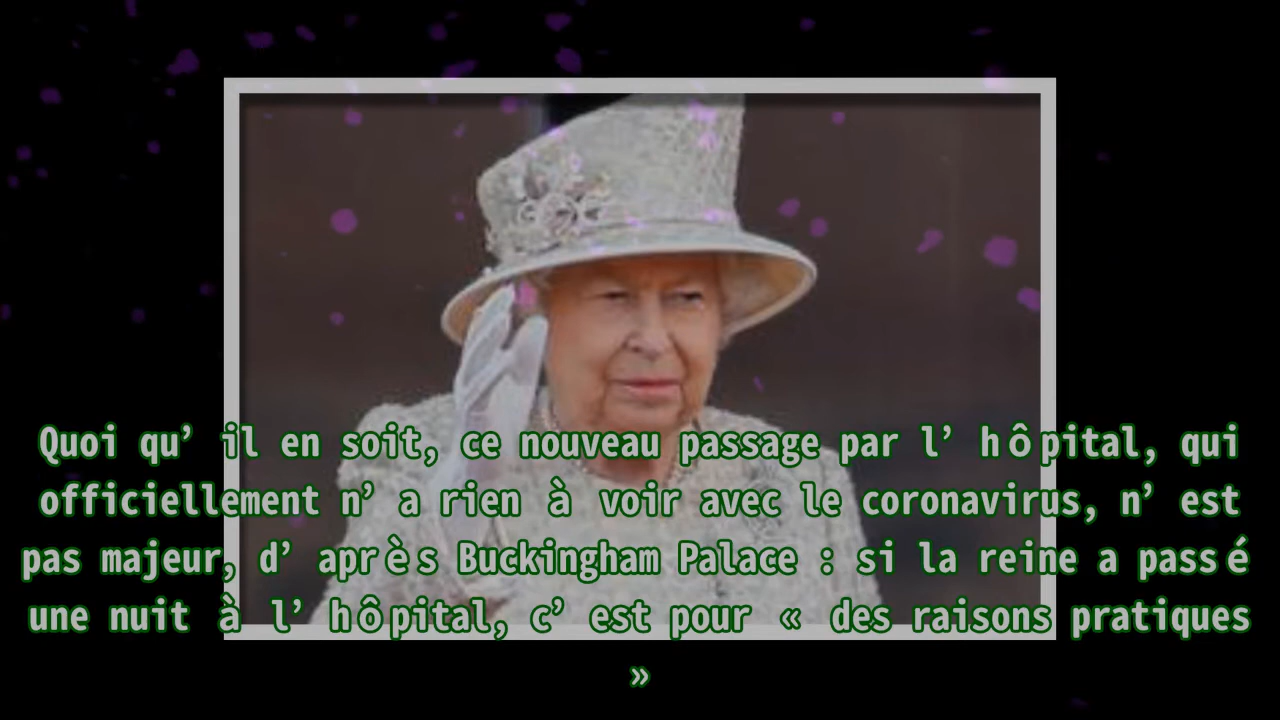 Quoi qu’ il en soit, ce nouveau passage par l’ hôpital, qui
officiellement n’ a rien à voir avec le coronavirus, n’ est
pas majeur, d’ après Buckingham Palace : si la reine a passé
une nuit à l’ hôpital, c’ est pour « des raisons pratiques
»